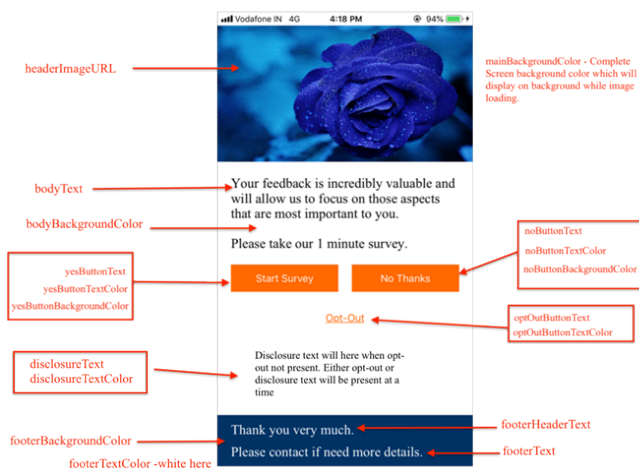 Vodafone IN 4G 4:18 PM 94%
headerImageURL
mainBackgroundColor - Complete
Screen background color which will
display on background while image
loading.
bodyText
Your feedback is incredibly valuable and
will allow us to focus on those aspects
that are most important to you.
bodyBackgroundColor
Please take our 1 minute survey.
yesButtonText
yesButtonTextColor
yesButtonBackgroundColor
Start Survey
No Thanks
noButtonText
noButtonTextColor
noButtonBackgroundColor
Opt-Out
optOutButtonText
optOutButtonTextColor
disclosureText
disclosureTextColor
Disclosure text will here when opt-
out not present. Either opt-out or
disclosure text will be present at a
time
footerBackgroundColor
footerTextColor -white here
Thank you very much.
Please contact if need more details.
footerHeaderText
footerText